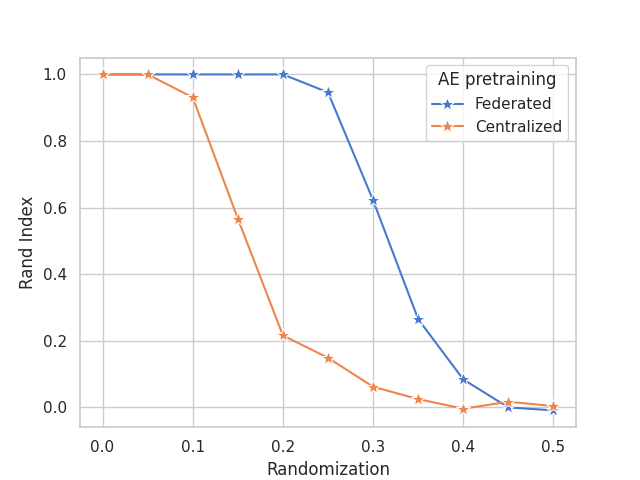 AE pretraining
Federated
Centralized
Rand Index
1.0
0.8
0.6
0.4
0.2
0.0
0.0 0.1 0.2 0.3 0.4 0.5
Randomization